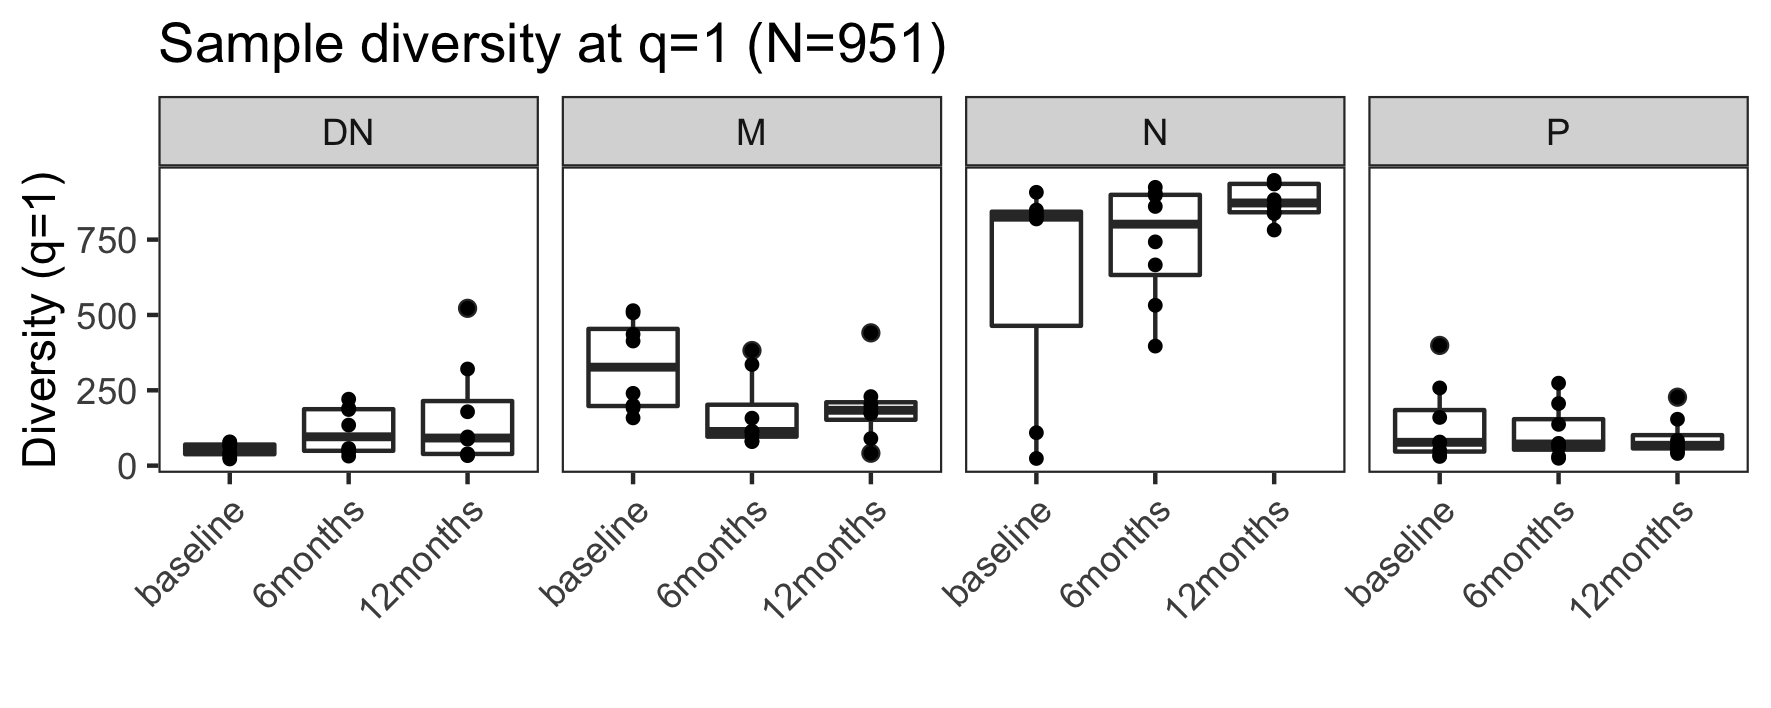 Sample diversity at q=1 (N=951)
DN M N P
Diversity (q=1)
750
500
250
0
baseline 6months 12months baseline 6months 12months baseline 6months 12months baseline 6months 12months